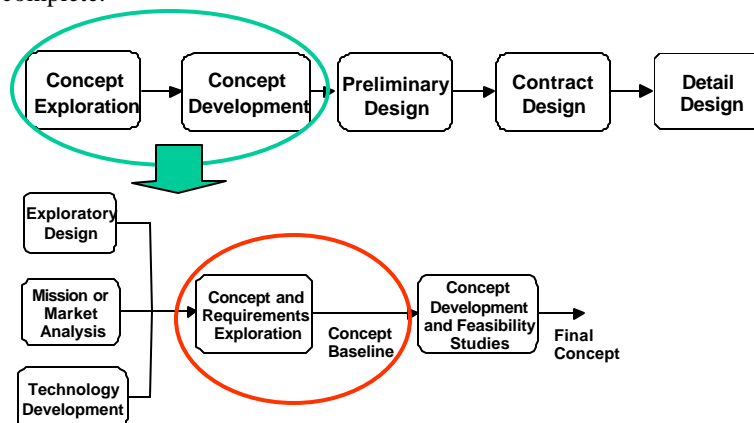 complete.
Concept
Exploration
Concept
Development
Preliminary
Design
Contract
Design
Detail
Design
Exploratory
Design
Mission or
Market
Analysis
Technology
Development
Concept and
Requirements
Exploration
Concept
Baseline
Concept
Development
and Feasibility
Studies
Final
Concept